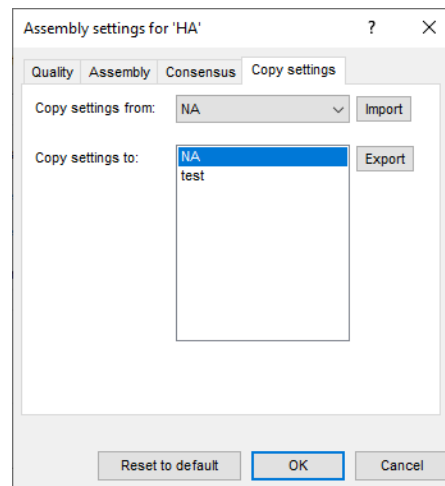 Assembly settings for 'HA' ?
Quality Assembly Consensus Copy settings
Copy settings from: NA Import
Copy settings to: NA Export
test
Reset to default OK Cancel